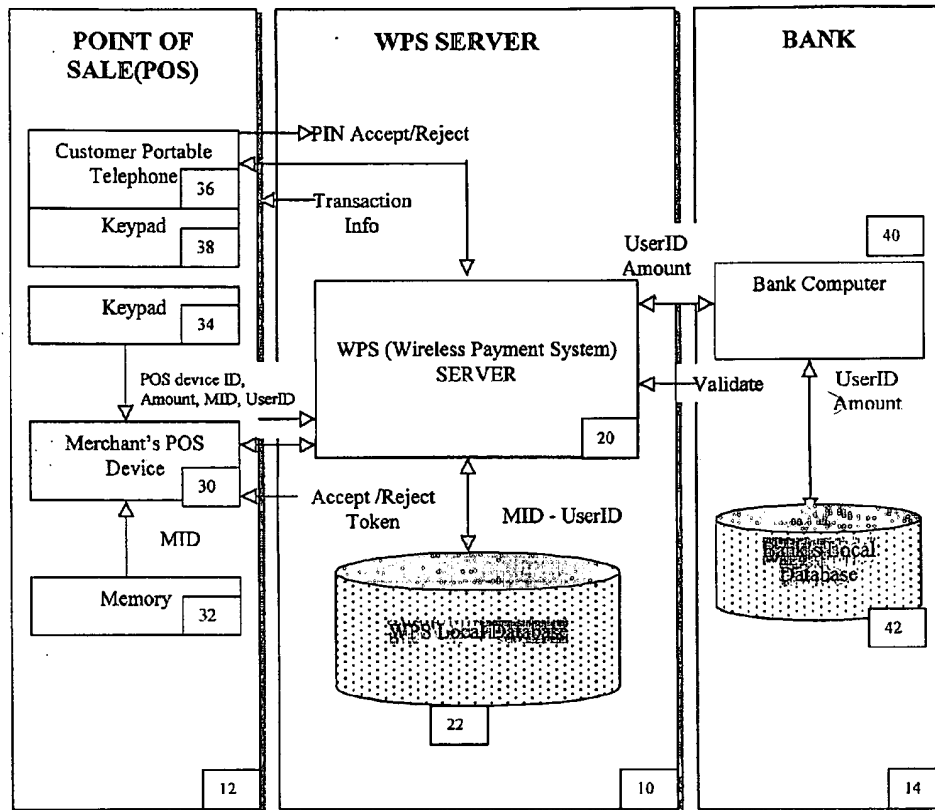 POINT OF
SALE(POS)
WPS SERVER
BANK
Customer Portable
Telephone
36
Keypad
38
PIN Accept/Reject
Transaction
Info
Keypad
34
POS device ID,
Amount, MID, UserID
Merchant's POS
Device
30
MID
Memory
32
12
WPS (Wireless Payment System)
SERVER
20
Accept /Reject
Token
MID - UserID
WPS Local Database
22
10
UserID
Amount
40
Bank Computer
Validate
UserID
Amount
Bank's Local
Database
42
14